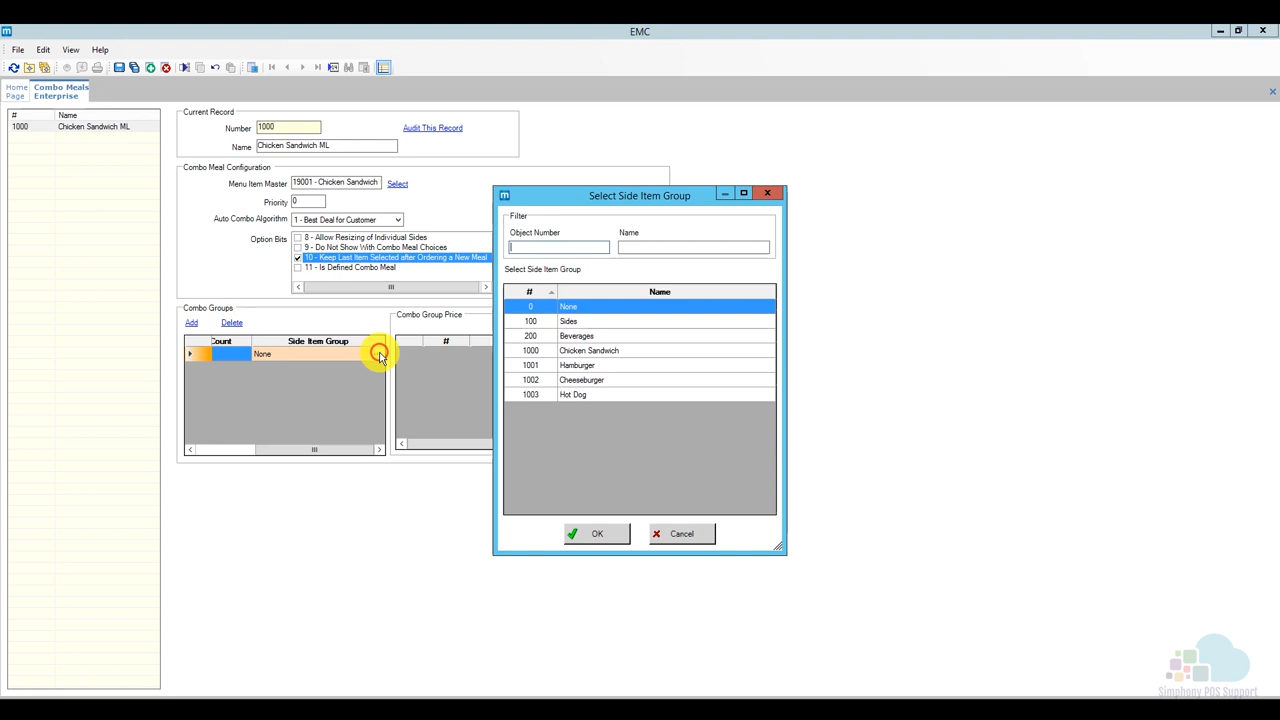 EMC
File Edit View Help
Home Page
Combo Meals Enterprise
# Name
1000 Chicken Sandwich ML
Current Record
Number 1000 Audit This Record
Name Chicken Sandwich ML
Combo Meal Configuration
Menu Item Master 19001 - Chicken Sandwich Select
Priority 0
Auto Combo Algorithm 1 - Best Deal for Customer
Option Bits
8 - Allow Resizing of Individual Sides
9 - Do Not Show With Combo Meal Choices
10 - Keep Last Item Selected after Ordering a New Meal
11 - Is Defined Combo Meal
Combo Groups
Add Delete
Count Side Item Group
None
Combo Group Price
#
Select Side Item Group
Filter
Object Number Name
Select Side Item Group
# Name
0 None
100 Sides
200 Beverages
1000 Chicken Sandwich
1001 Hamburger
1002 Cheeseburger
1003 Hot Dog
OK Cancel
Simphony POS Support